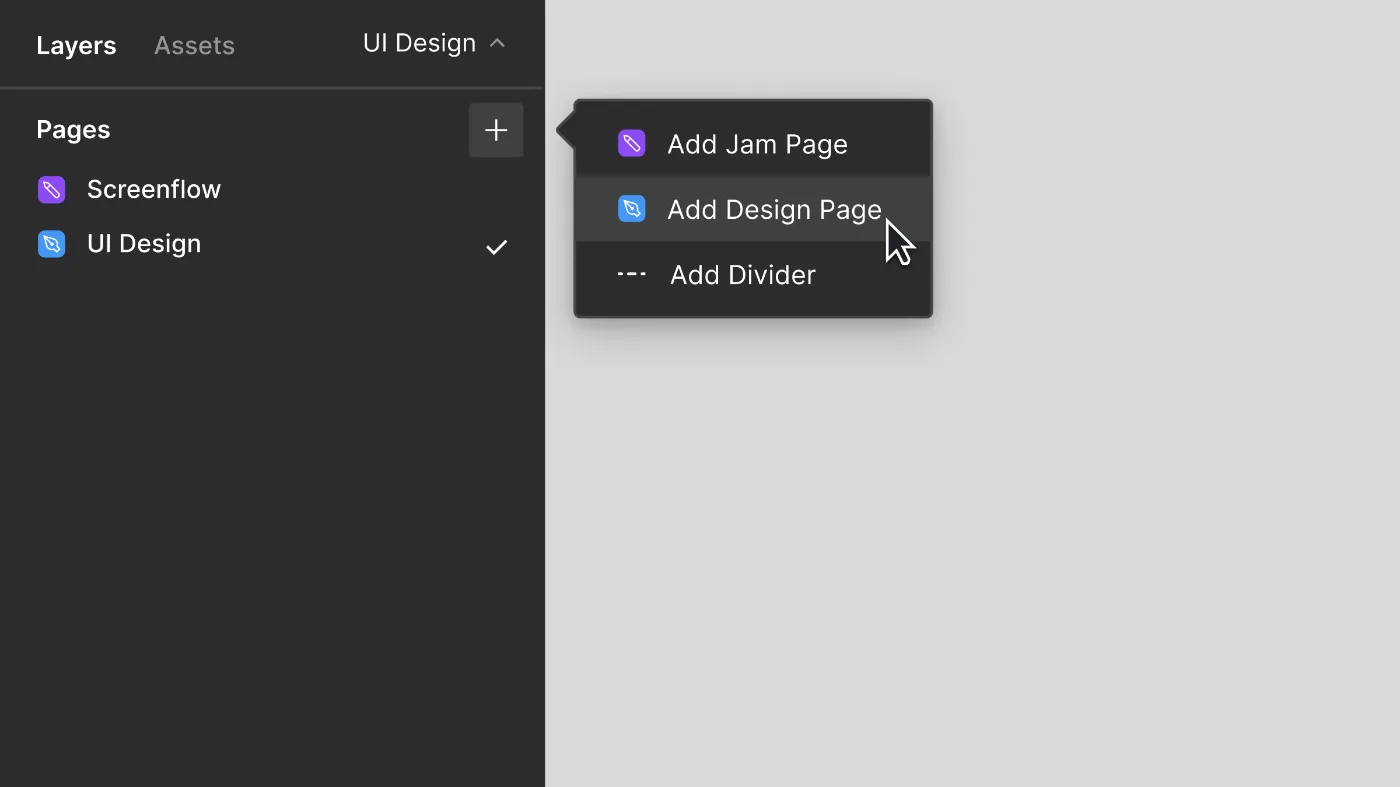 Layers Assets UI Design
Pages
Screenflow
UI Design
Add Jam Page
Add Design Page
Add Divider